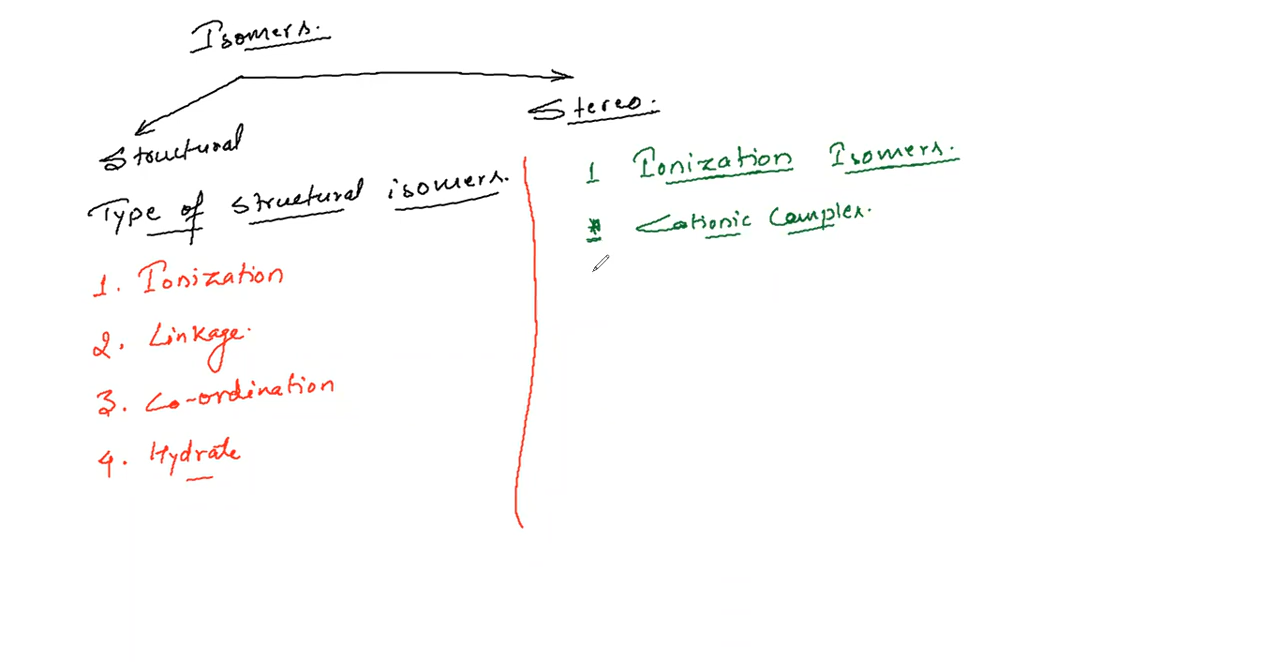 Isomers.
Structural
Stereo.
Type of structural isomers.
1. Ionization
2. Linkage.
3. Co-ordination
4. Hydrate
1 Ionization Isomers.
* Cationic Complex.